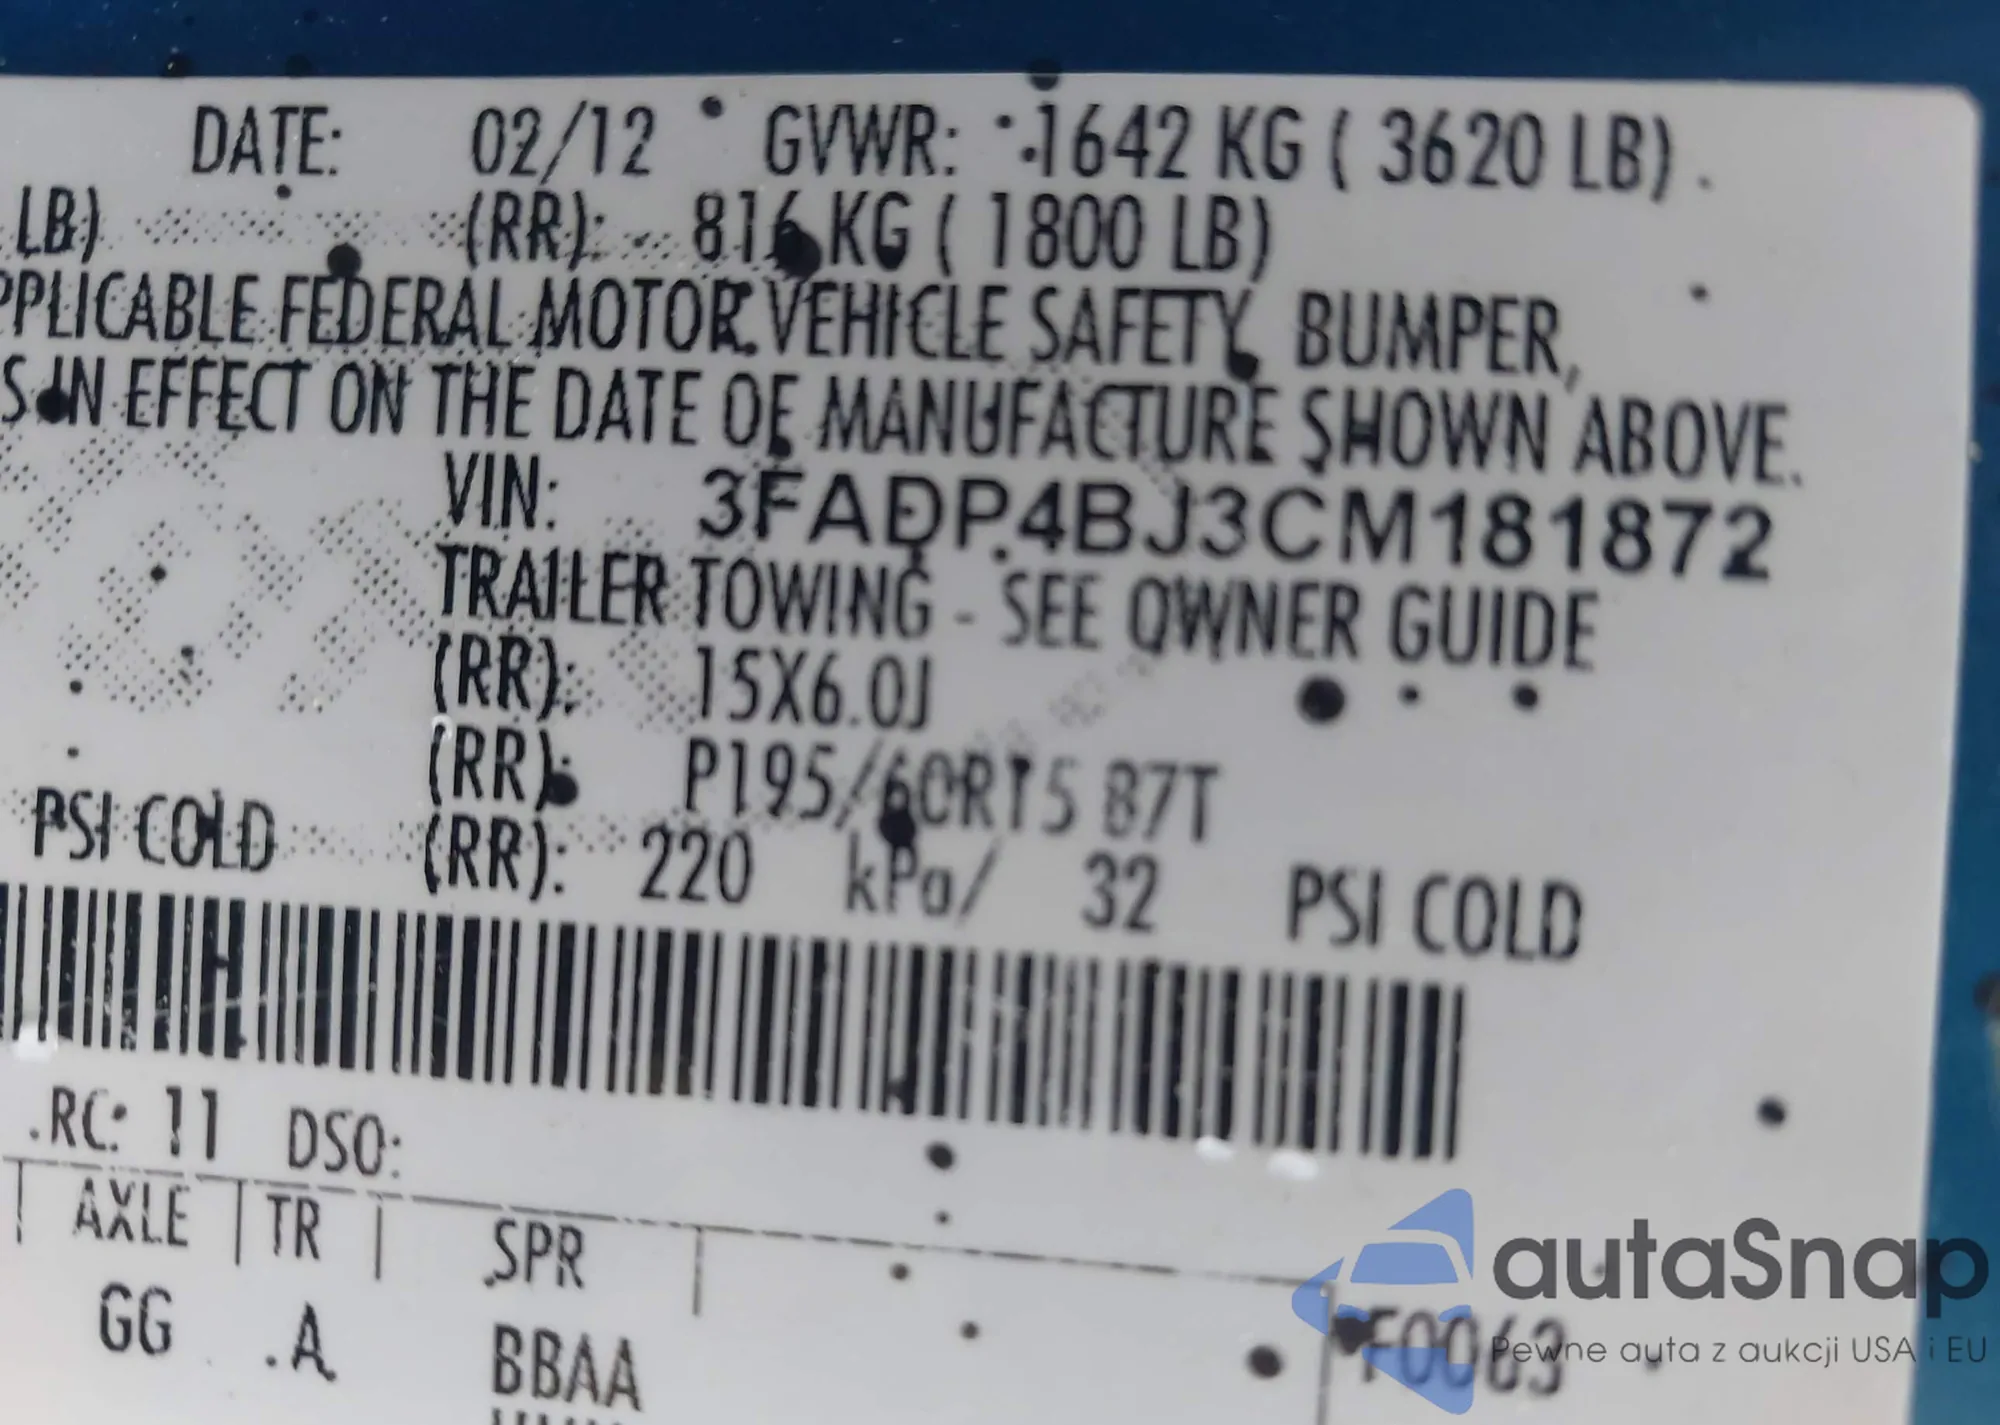 DATE: 02/12 GVWR: 1642 KG ( 3620 LB)
LB) (RR): 816 KG ( 1800 LB)
PPLICABLE FEDERAL MOTOR VEHICLE SAFETY, BUMPER,
S IN EFFECT ON THE DATE OF MANUFACTURE SHOWN ABOVE.
VIN: 3FADP4BJ3CM181872
TRAILER TOWING - SEE OWNER GUIDE
(RR): 15X6.0J
(RR): P195/60R15 87T
PSI COLD (RR): 220 kPa/ 32 PSI COLD
RC: 11 DSO:
AXLE TR SPR
GG A BBAA
F0063
autaSnap
Pewne auta z aukcji USA i EU